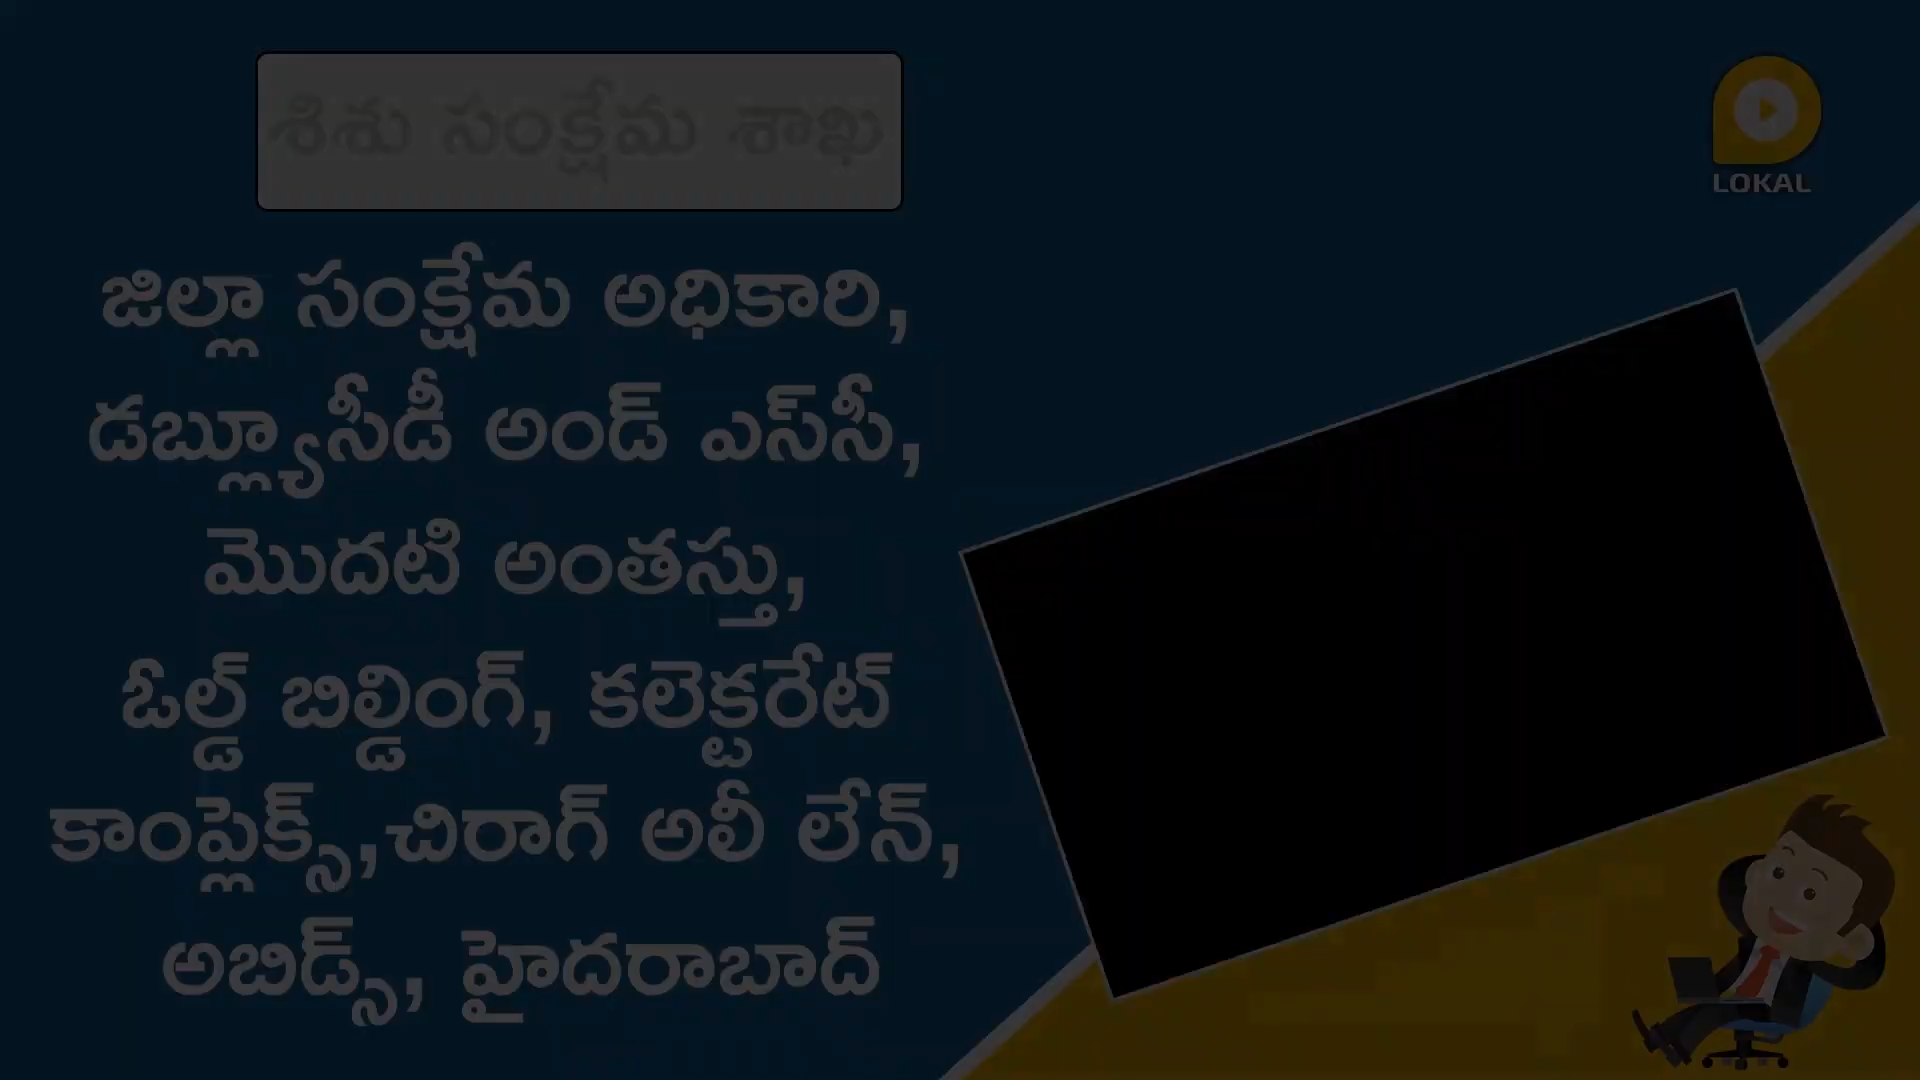 శిశు సంక్షేమ శాఖ
LOKAL
జిల్లా సంక్షేమ అధికారి,
డబ్ల్యూసీడీ అండ్ ఎస్‌సీ,
మొదటి అంతస్తు,
ఓల్డ్ బిల్డింగ్, కలెక్టరేట్
కాంప్లెక్స్,చిరాగ్ అలీ లేన్,
అబిడ్స్, హైదరాబాద్